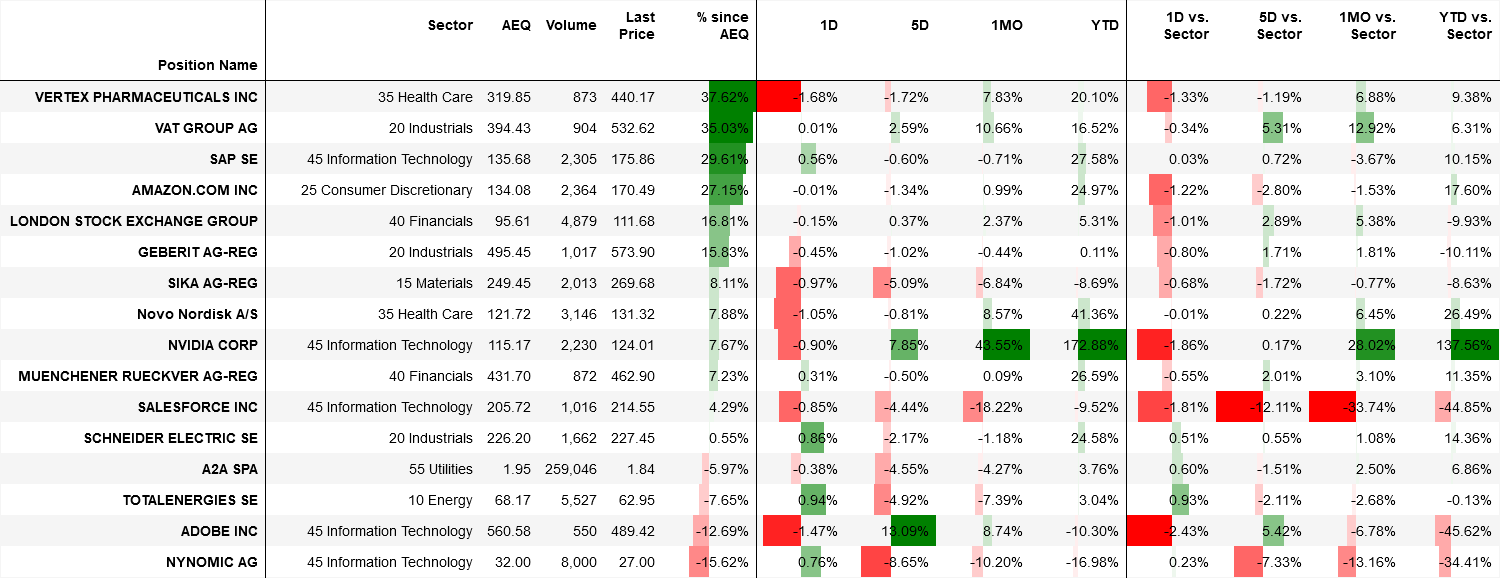 Position Name Sector AEQ Volume Last Price % since AEQ 1D 5D 1MO YTD 1D vs. Sector 5D vs. Sector 1MO vs. Sector YTD vs. Sector
VERTEX PHARMACEUTICALS INC 35 Health Care 319.85 873 440.17 37.62% -1.68% -1.72% 7.83% 20.10% -1.33% -1.19% 6.88% 9.38%
VAT GROUP AG 20 Industrials 394.43 904 532.62 35.03% 0.01% 2.59% 10.66% 16.52% -0.34% 5.31% 12.92% 6.31%
SAP SE 45 Information Technology 135.68 2,305 175.86 29.61% 0.56% -0.60% -0.71% 27.58% 0.03% 0.72% -3.67% 10.15%
AMAZON.COM INC 25 Consumer Discretionary 134.08 2,364 170.49 27.15% -0.01% -1.34% 0.99% 24.97% -1.22% -2.80% -1.53% 17.60%
LONDON STOCK EXCHANGE GROUP 40 Financials 95.61 4,879 111.68 16.81% -0.15% 0.37% 2.37% 5.31% -1.01% 2.89% 5.38% -9.93%
GEBERIT AG-REG 20 Industrials 495.45 1,017 573.90 15.83% -0.45% -1.02% -0.44% 0.11% -0.80% 1.71% 1.81% -10.11%
SIKA AG-REG 15 Materials 249.45 2,013 269.68 8.11% -0.97% -5.09% -6.84% -8.69% -0.68% -1.72% -0.77% -8.63%
Novo Nordisk A/S 35 Health Care 121.72 3,146 131.32 7.88% -1.05% -0.81% 8.57% 41.36% -0.01% 0.22% 6.45% 26.49%
NVIDIA CORP 45 Information Technology 115.17 2,230 124.01 7.67% -0.90% 7.85% 43.55% 172.88% -1.86% 0.17% 28.02% 137.56%
MUENCHENER RUECKVER AG-REG 40 Financials 431.70 872 462.90 7.23% 0.31% -0.50% 0.09% 26.59% -0.55% 2.01% 3.10% 11.35%
SALESFORCE INC 45 Information Technology 205.72 1,016 214.55 4.29% -0.85% -4.44% -18.22% -9.52% -1.81% -12.11% -33.74% -44.85%
SCHNEIDER ELECTRIC SE 20 Industrials 226.20 1,662 227.45 0.55% 0.86% -2.17% -1.18% 24.58% 0.51% 0.55% 1.08% 14.36%
A2A SPA 55 Utilities 1.95 259,046 1.84 -5.97% -0.38% -4.55% -4.27% 3.76% 0.60% -1.51% 2.50% 6.86%
TOTALENERGIES SE 10 Energy 68.17 5,527 62.95 -7.65% 0.94% -4.92% -7.39% 3.04% 0.93% -2.11% -2.68% -0.13%
ADOBE INC 45 Information Technology 560.58 550 489.42 -12.69% -1.47% 13.09% 8.74% -10.30% -2.43% 5.42% -6.78% -45.62%
NYNOMIC AG 45 Information Technology 32.00 8,000 27.00 -15.62% 0.76% -8.65% -10.20% -16.98% 0.23% -7.33% -13.16% -34.41%